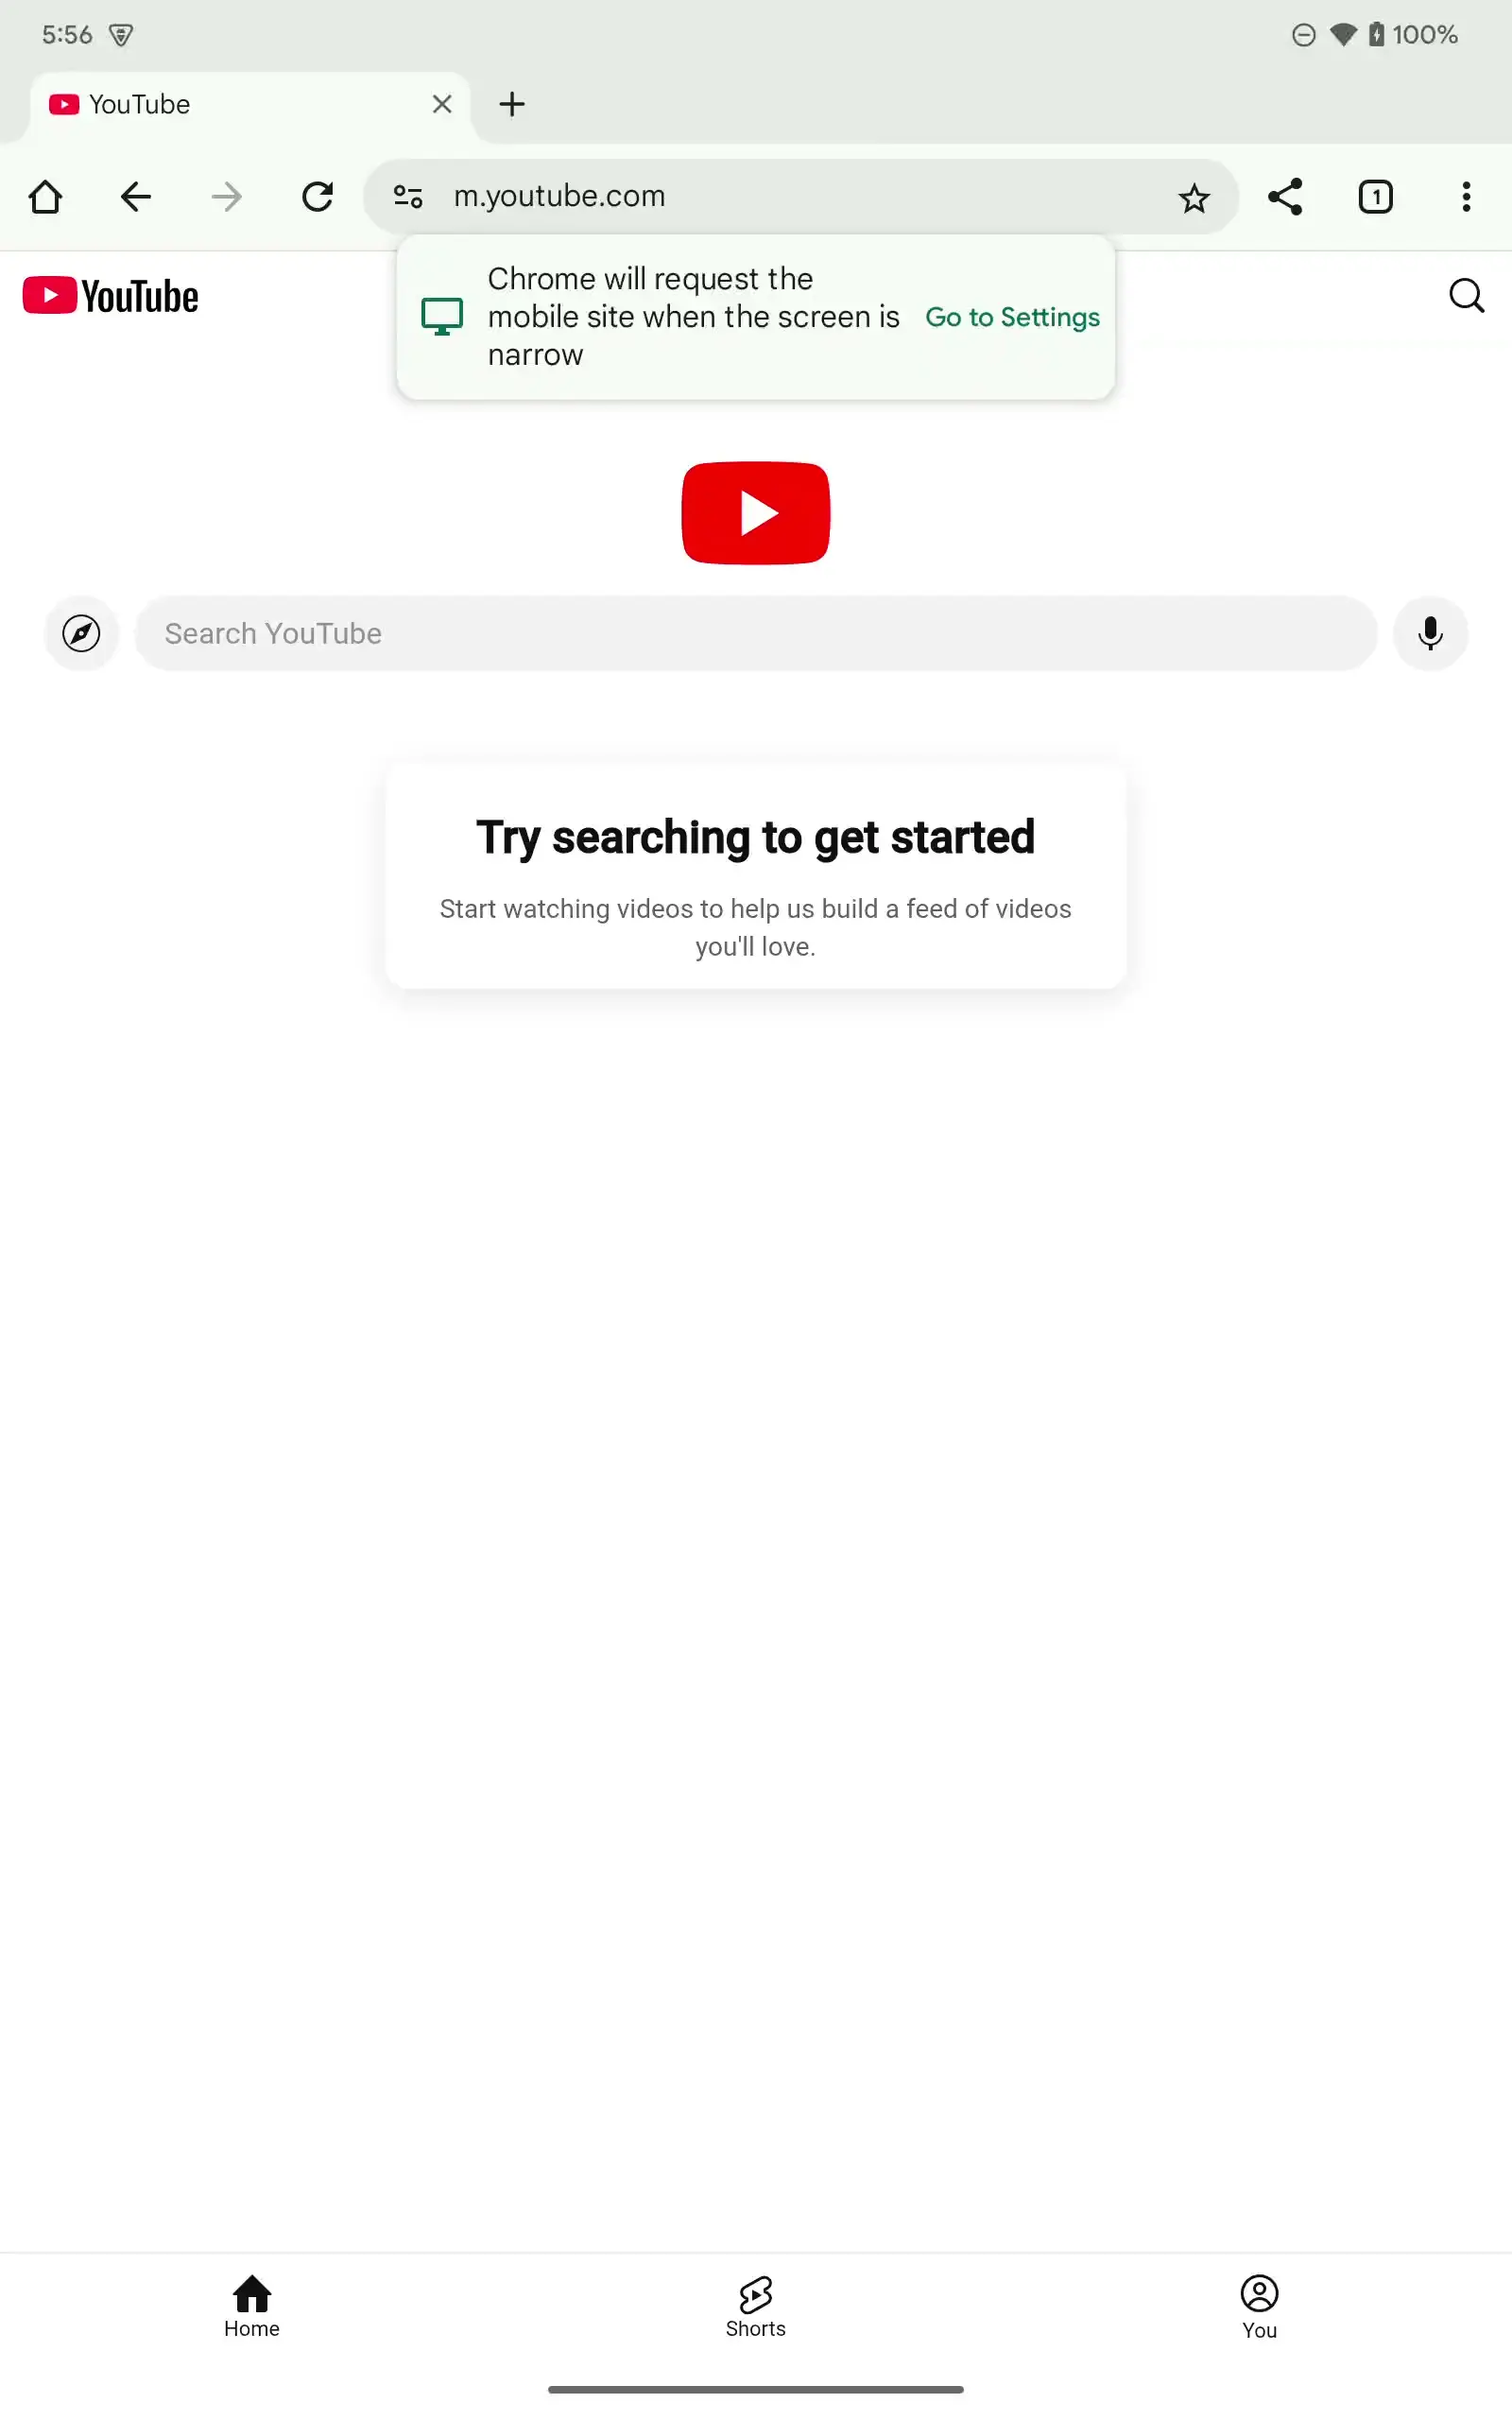 5:56
100%
YouTube
m.youtube.com
1
YouTube
Chrome will request the
mobile site when the screen is
narrow
Go to Settings
Search YouTube
Try searching to get started
Start watching videos to help us build a feed of videos
you'll love.
Home
Shorts
You